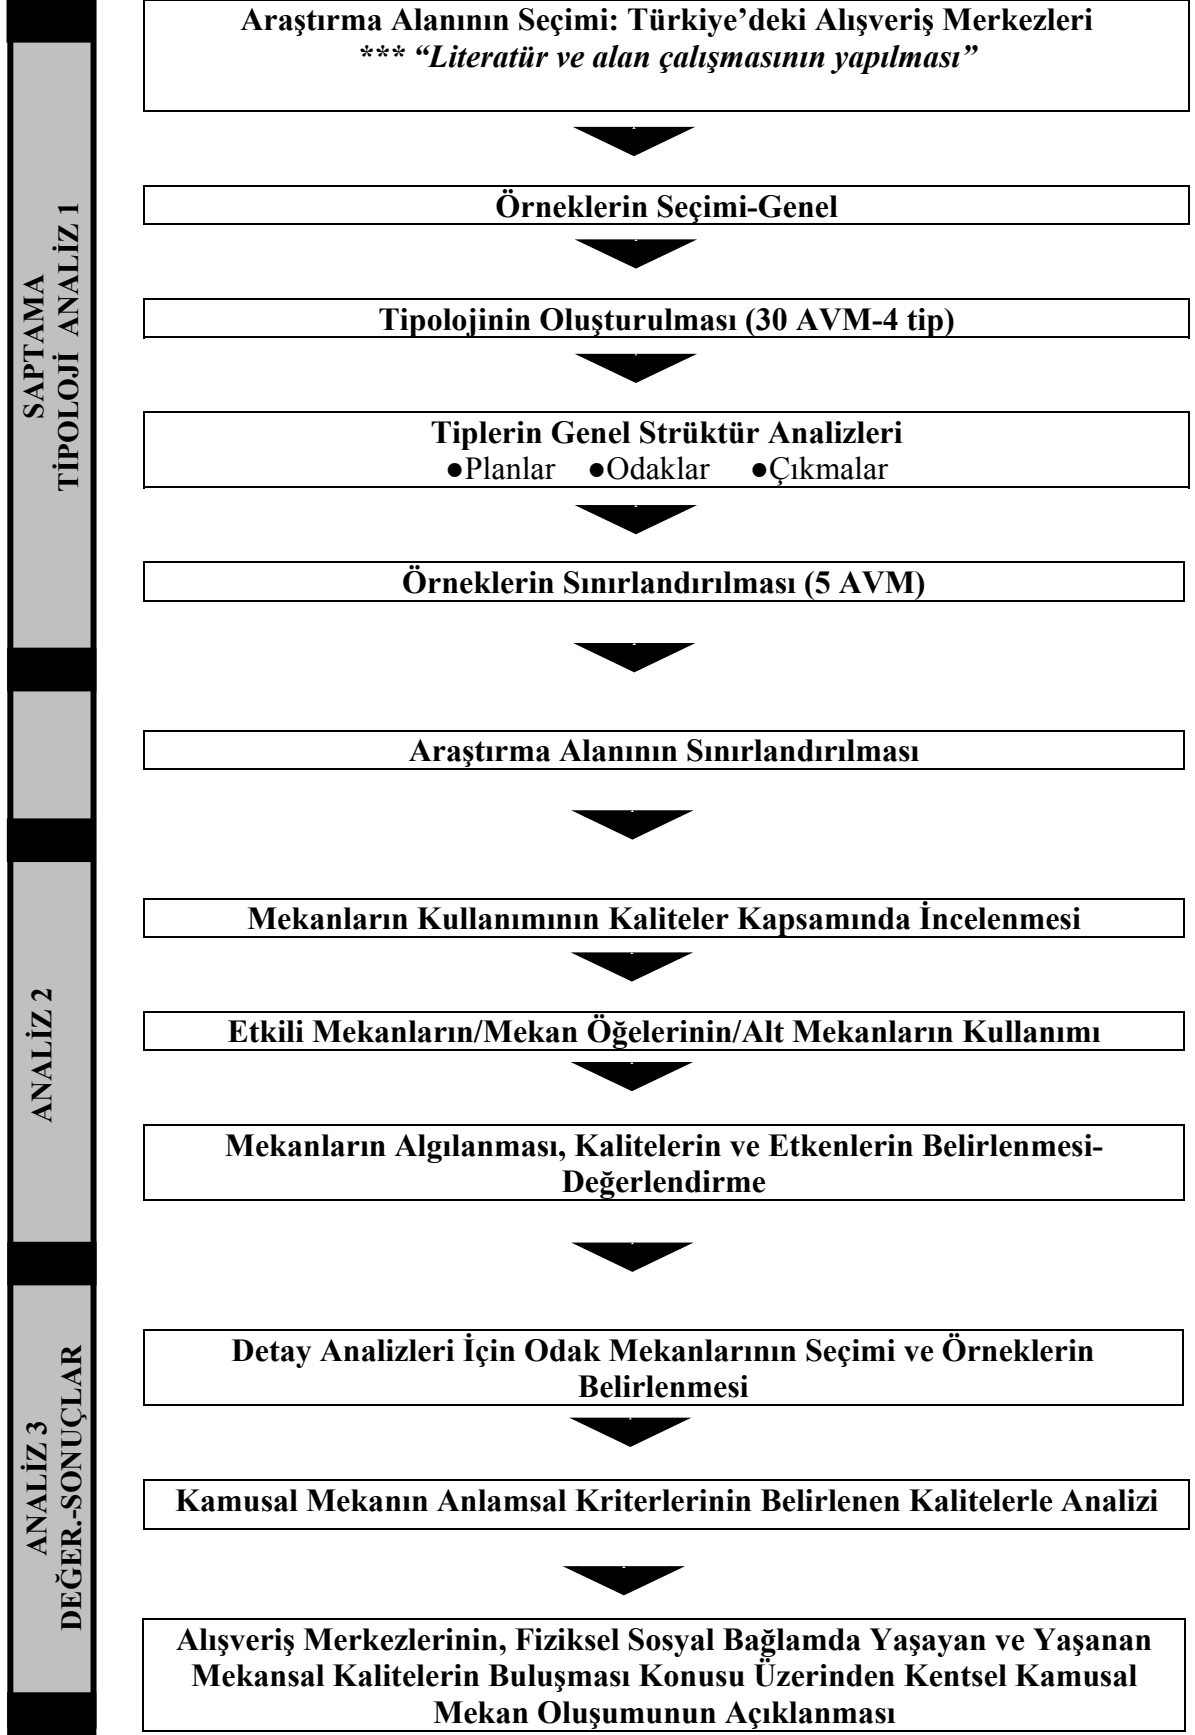 Araştırma Alanının Seçimi: Türkiye’deki Alışveriş Merkezleri
*** “Literatür ve alan çalışmasının yapılması”
Örneklerin Seçimi-Genel
Tipolojinin Oluşturulması (30 AVM-4 tip)
Tiplerin Genel Strüktür Analizleri
●Planlar ●Odaklar ●Çıkmalar
Örneklerin Sınırlandırılması (5 AVM)
SAPTAMA
TİPOLOJİ ANALİZ 1
Araştırma Alanının Sınırlandırılması
Mekanların Kullanımının Kaliteler Kapsamında İncelenmesi
Etkili Mekanların/Mekan Öğelerinin/Alt Mekanların Kullanımı
Mekanların Algılanması, Kalitelerin ve Etkenlerin Belirlenmesi-
Değerlendirme
ANALİZ 2
Detay Analizleri İçin Odak Mekanlarının Seçimi ve Örneklerin
Belirlenmesi
Kamusal Mekanın Anlamsal Kriterlerinin Belirlenen Kalitelerle Analizi
Alışveriş Merkezlerinin, Fiziksel Sosyal Bağlamda Yaşayan ve Yaşanan
Mekansal Kalitelerin Buluşması Konusu Üzerinden Kentsel Kamusal
Mekan Oluşumunun Açıklanması
ANALİZ 3
DEĞER.-SONUÇLAR